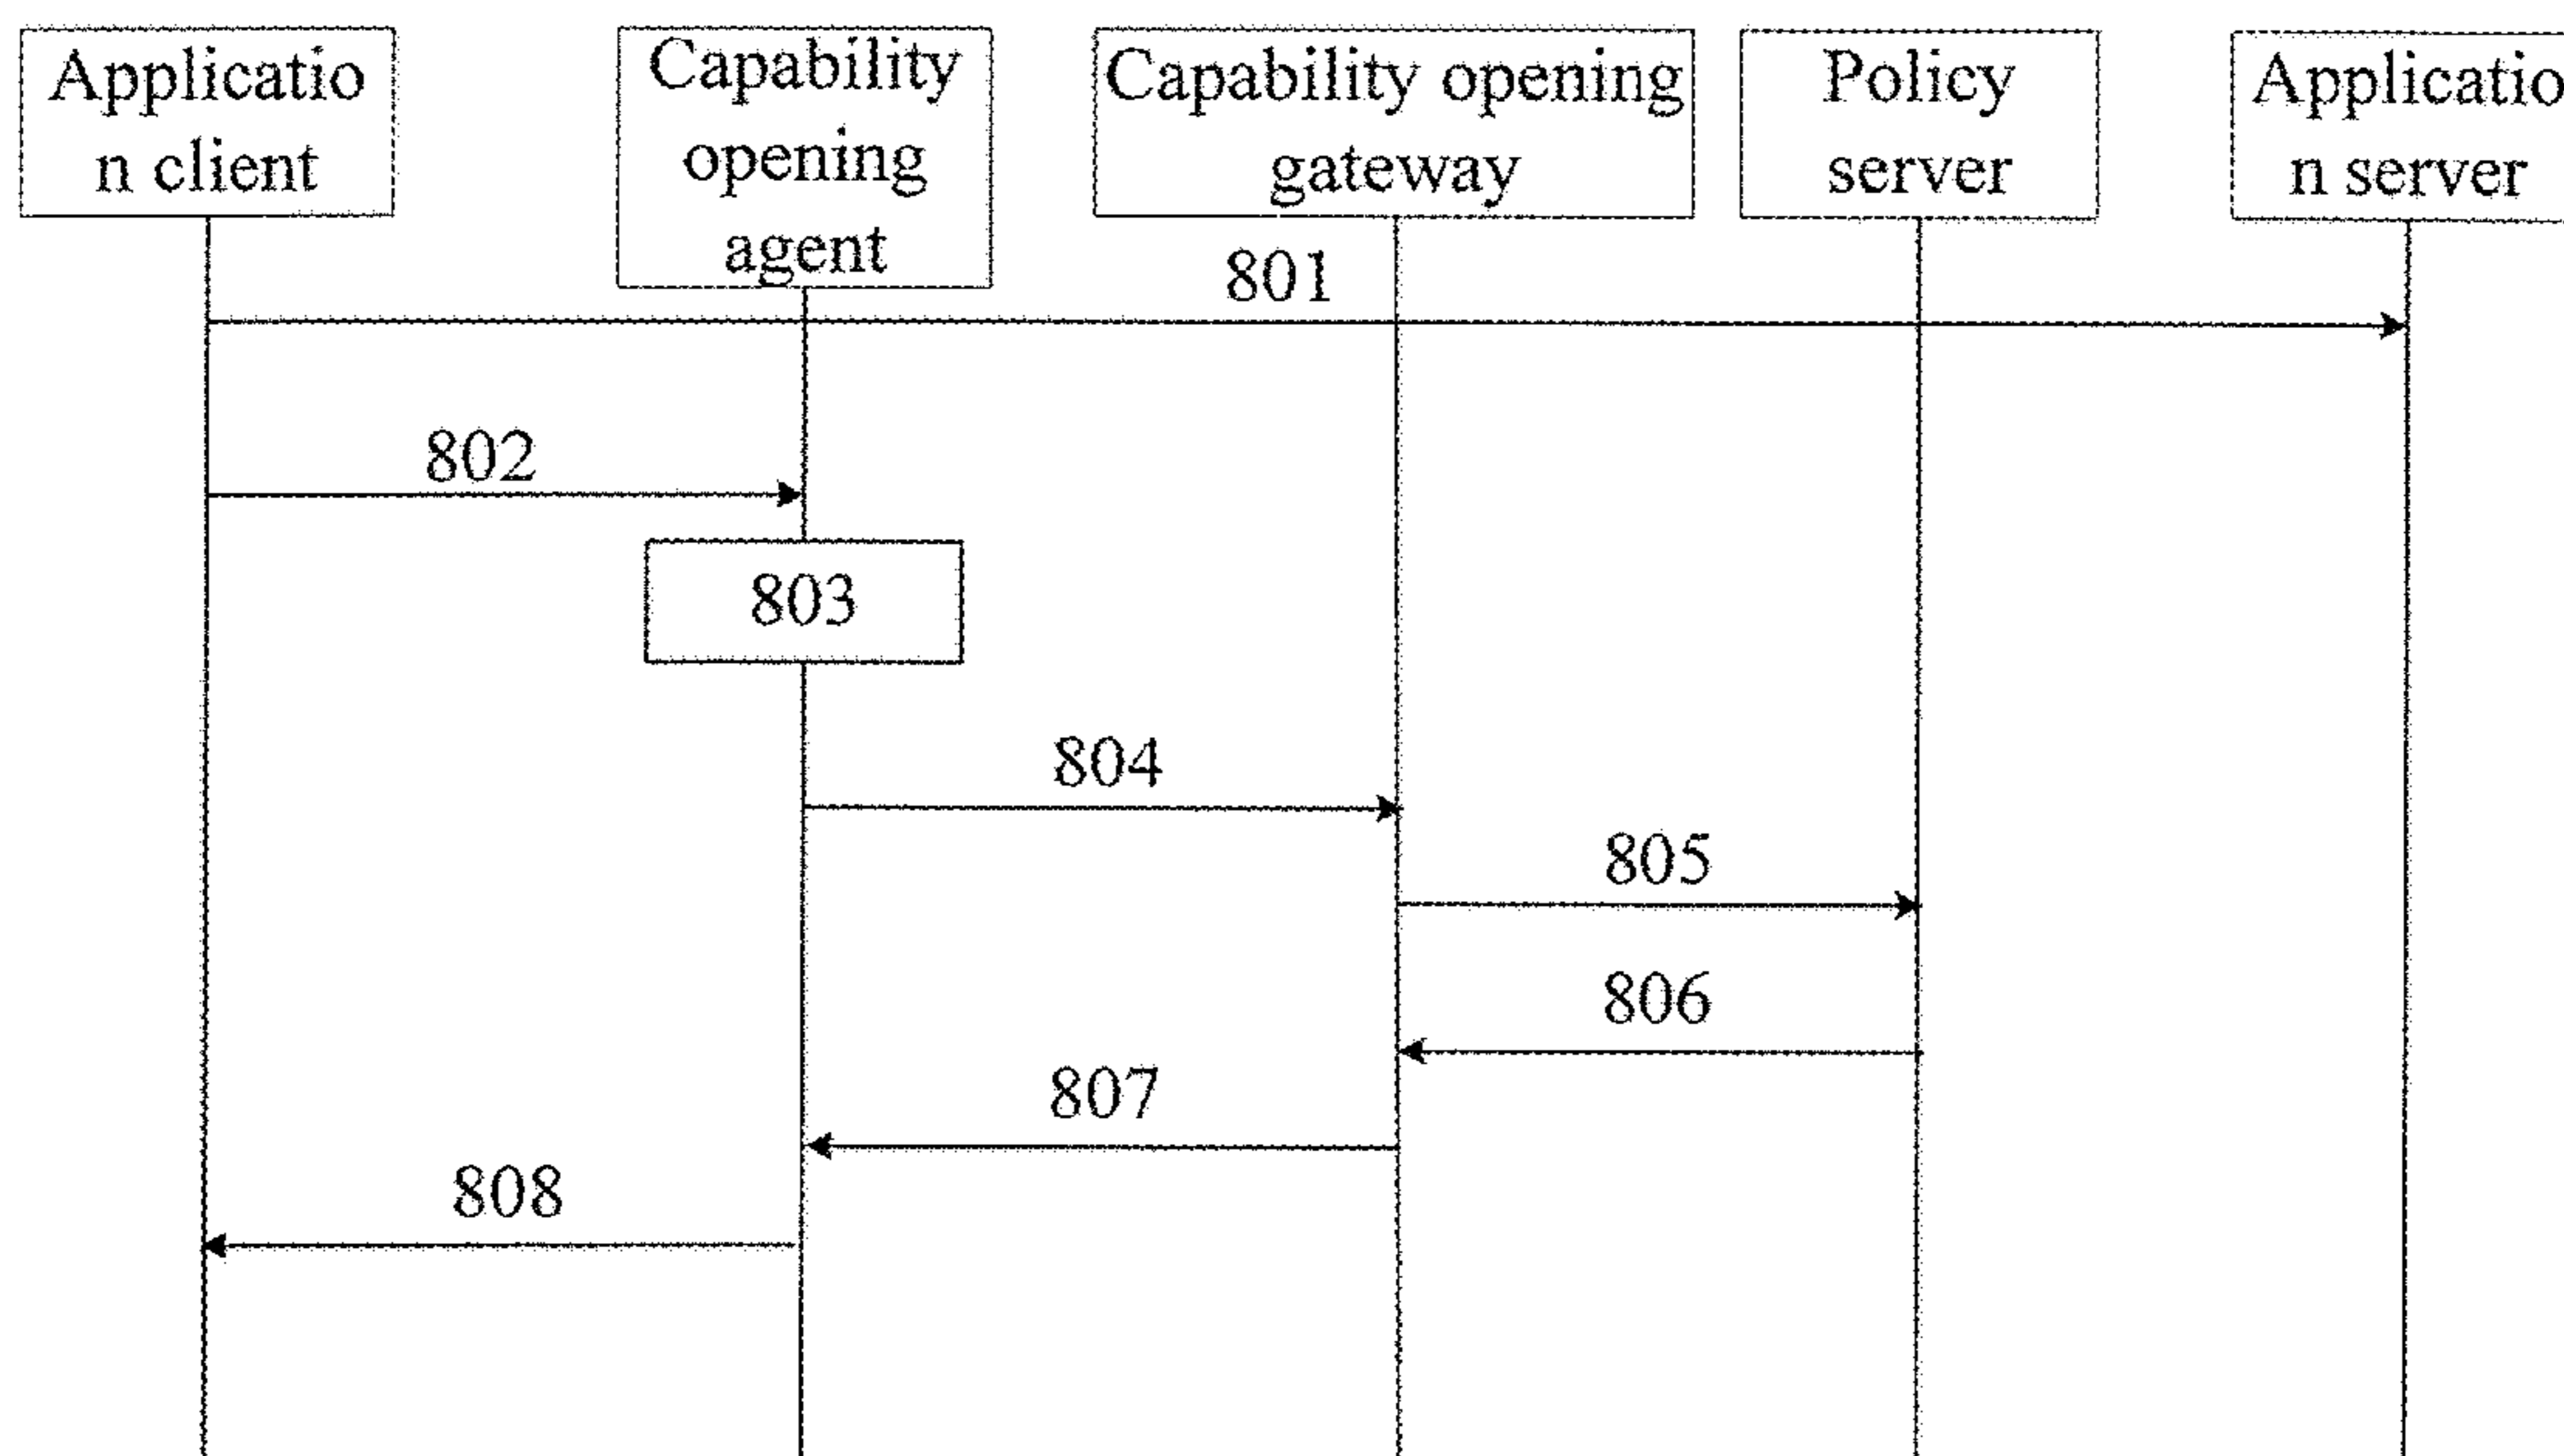 Applicatio
n client
Capability
opening
agent
Capability opening
gateway
Policy
server
Applicatio
n server
801
802
803
804
805
806
807
808